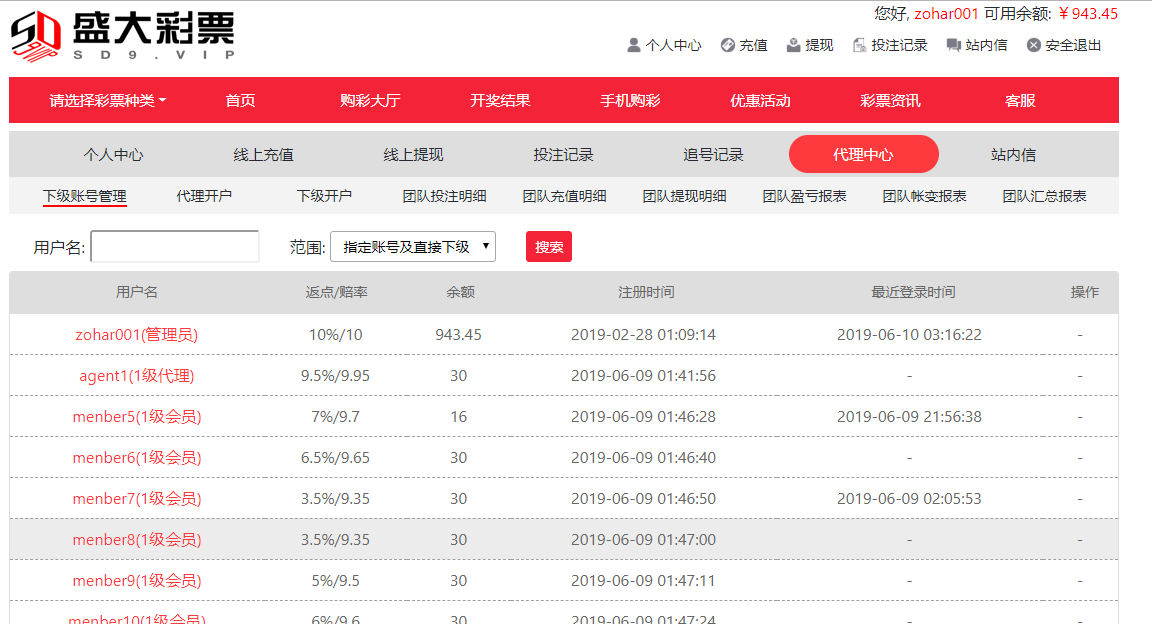 盛大彩票
SD9.VIP
您好, zohar001 可用余额: ￥943.45
个人中心 充值 提现 投注记录 站内信 安全退出
请选择彩票种类 首页 购彩大厅 开奖结果 手机购彩 优惠活动 彩票资讯 客服
个人中心 线上充值 线上提现 投注记录 追号记录 代理中心 站内信
下级账号管理 代理开户 下级开户 团队投注明细 团队充值明细 团队提现明细 团队盈亏报表 团队帐变报表 团队汇总报表
用户名: 范围: 指定账号及直接下级 搜索
用户名 返点/赔率 余额 注册时间 最近登录时间 操作
zohar001(管理员) 10%/10 943.45 2019-02-28 01:09:14 2019-06-10 03:16:22 -
agent1(1级代理) 9.5%/9.95 30 2019-06-09 01:41:56 - -
menber5(1级会员) 7%/9.7 16 2019-06-09 01:46:28 2019-06-09 21:56:38 -
menber6(1级会员) 6.5%/9.65 30 2019-06-09 01:46:40 - -
menber7(1级会员) 3.5%/9.35 30 2019-06-09 01:46:50 2019-06-09 02:05:53 -
menber8(1级会员) 3.5%/9.35 30 2019-06-09 01:47:00 - -
menber9(1级会员) 5%/9.5 30 2019-06-09 01:47:11 - -
menber10(1级会员) 6%/9.6 30 2019-06-09 01:47:24 - -